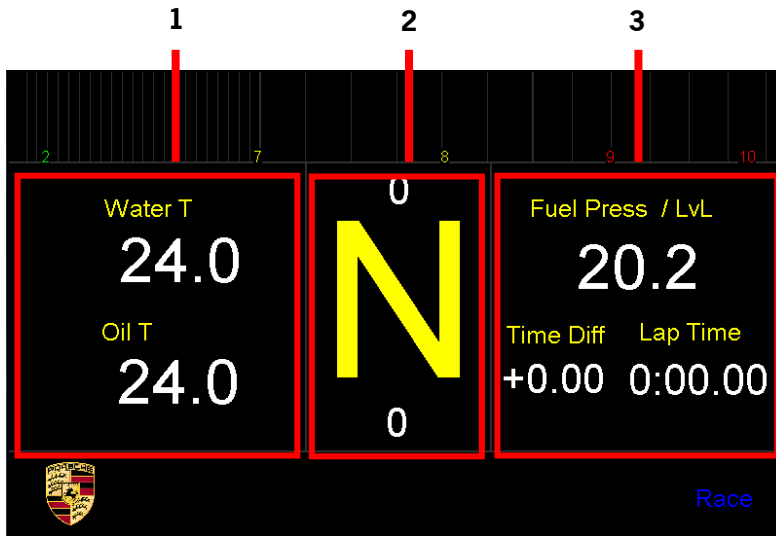 1 2 3
2 7 8 9 10
Water T
24.0
Oil T
24.0
0
N
0
Fuel Press / LvL
20.2
Time Diff Lap Time
+0.00 0:00.00
PORSCHE
Race